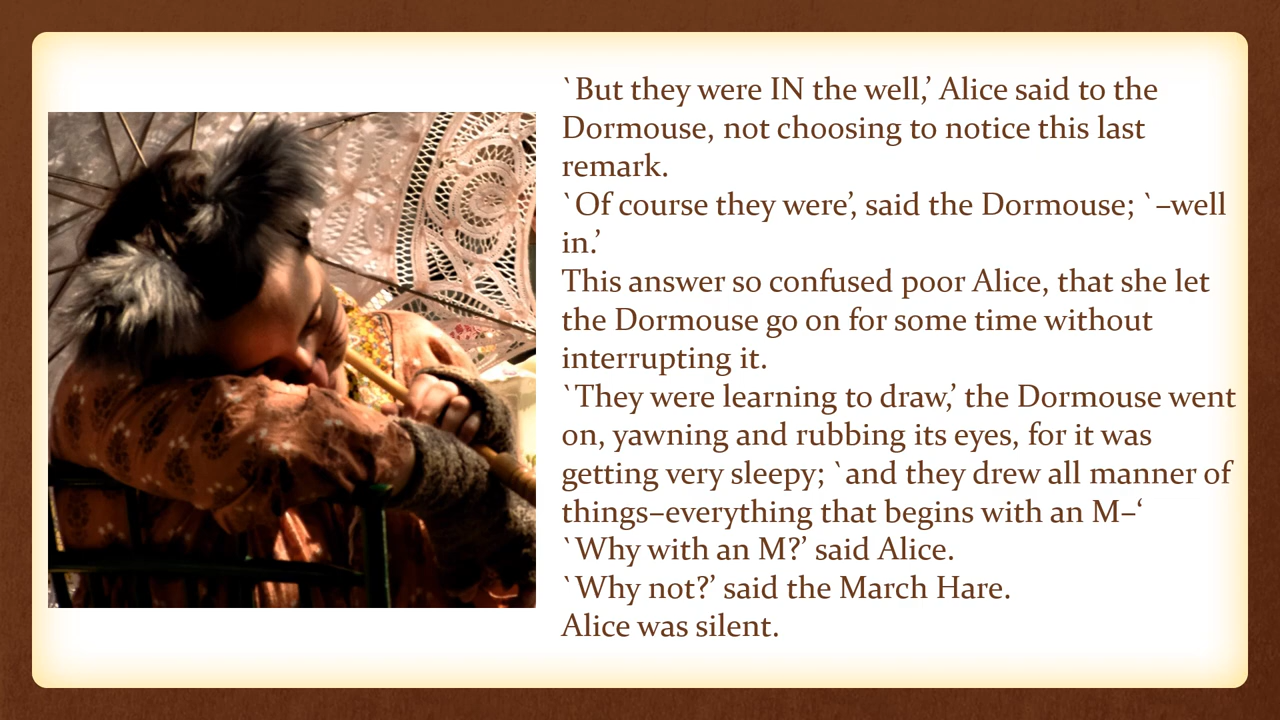 `But they were IN the well,’ Alice said to the
Dormouse, not choosing to notice this last
remark.
`Of course they were’, said the Dormouse; `–well
in.’
This answer so confused poor Alice, that she let
the Dormouse go on for some time without
interrupting it.
`They were learning to draw,’ the Dormouse went
on, yawning and rubbing its eyes, for it was
getting very sleepy; `and they drew all manner of
things–everything that begins with an M–‘
`Why with an M?’ said Alice.
`Why not?’ said the March Hare.
Alice was silent.